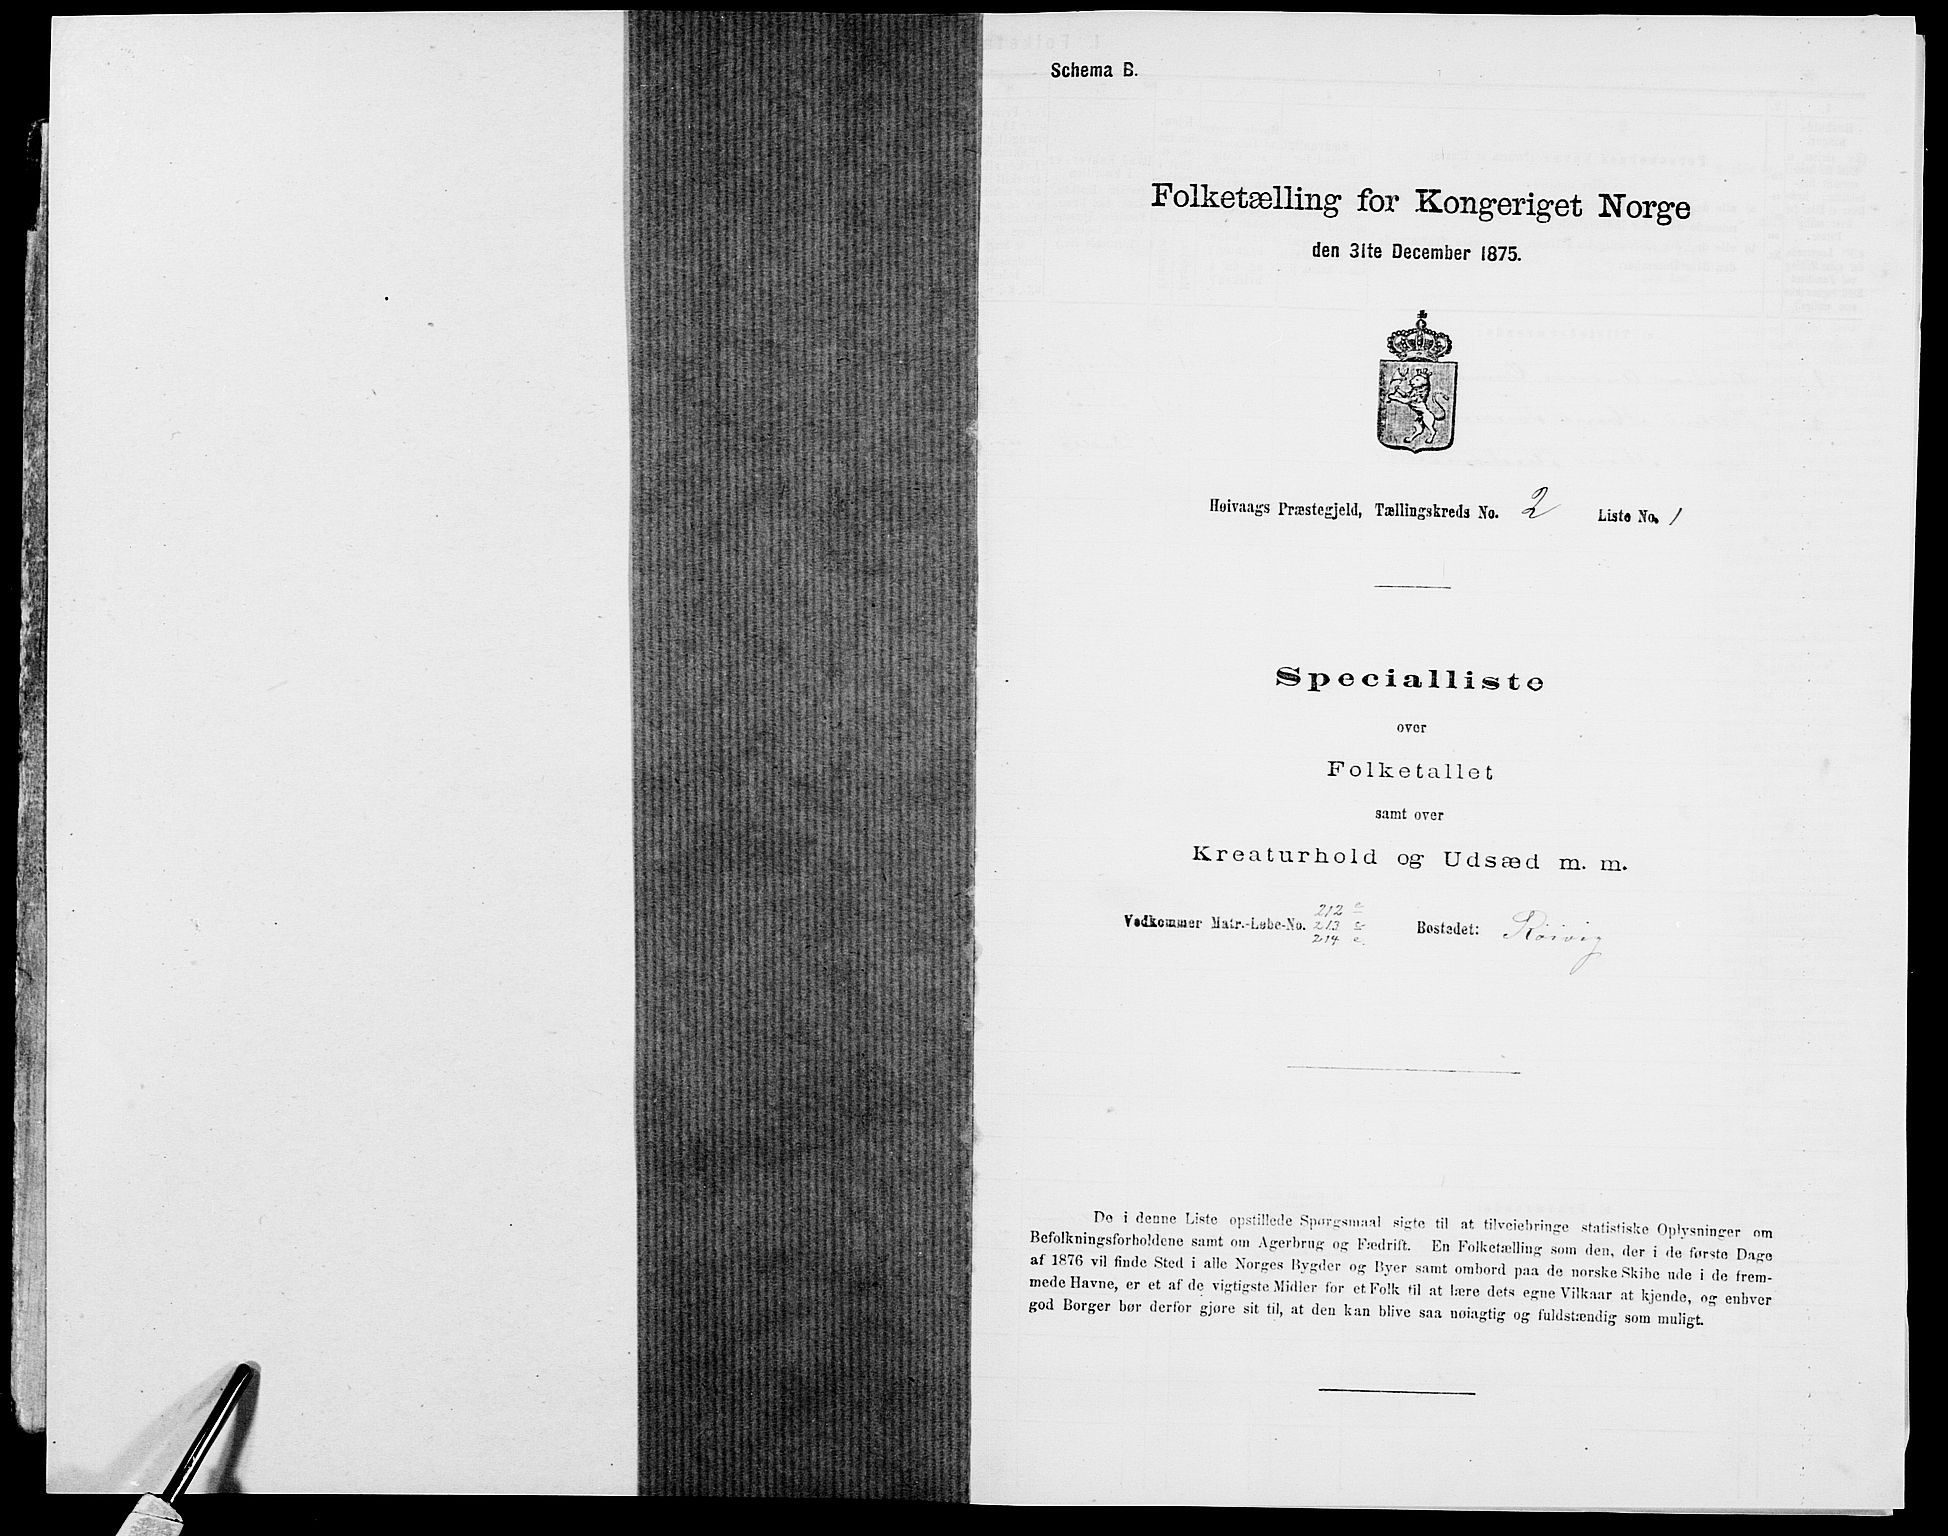 Schema B.
Folketælling for Kongeriget Norge
den 31te December 1875.
Høivaags Præstegjeld, Tællingskreds No. 2 Liste No. 1
Specialliste
over
Folketallet
samt over
Kreaturhold og Udsæd m. m.
212
Vedkommer Matr.-Løbe-No. 213 Bostedet: Röivig
214
De i denne Liste opstillede Spørgsmaal sigte til at tilveiebringe statistiske Oplysninger om
Befolkningsforholdene samt om Agerbrug og Fædrift. En Folketælling som den, der i de første Dage
af 1876 vil finde Sted i alle Norges Bygder og Byer samt ombord paa de norske Skibe ude i de frem-
mede Havne, er et af de vigtigste Midler for et Folk til at lære dets egne Vilkaar at kjende, og enhver
god Borger bør derfor gjøre sit til, at den kan blive saa nøiagtig og fuldstændig som muligt.